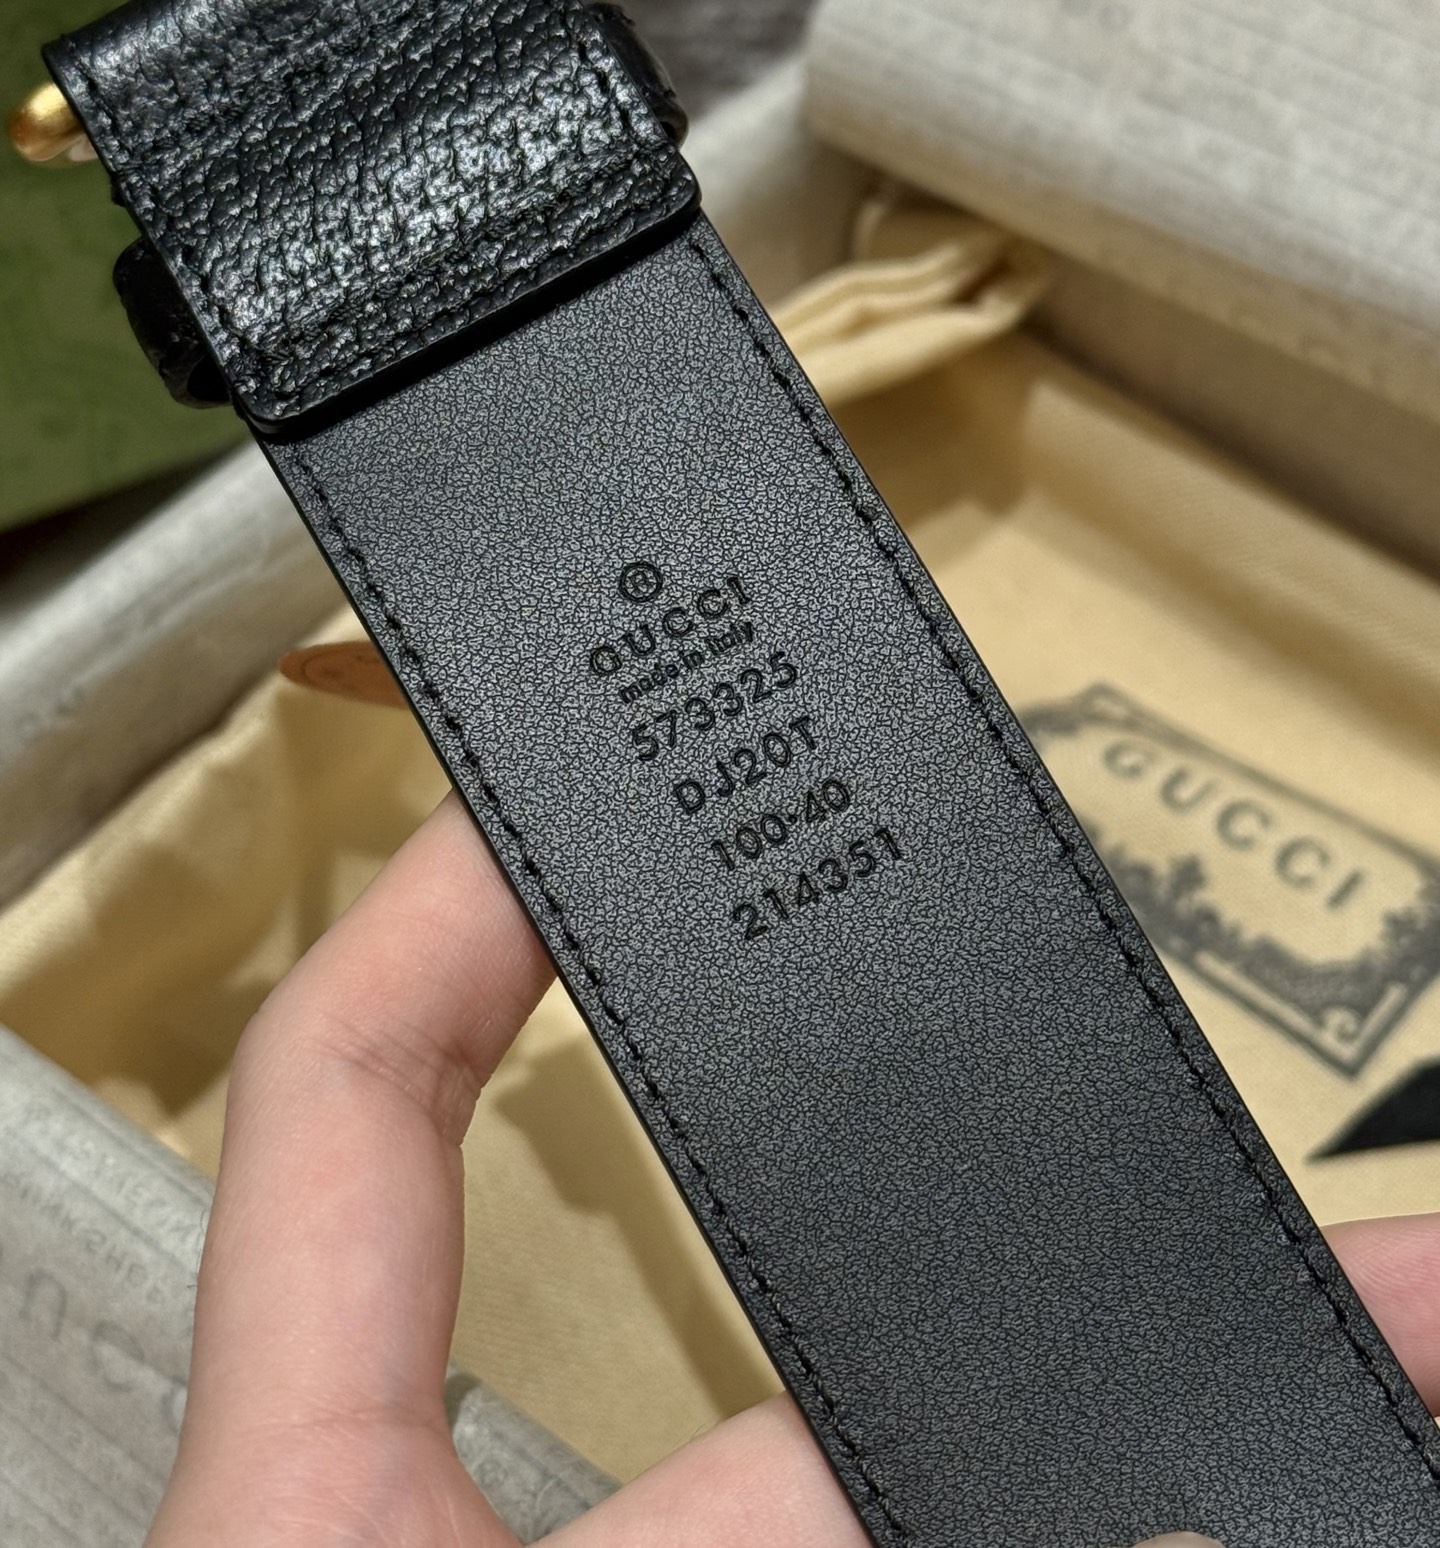 ®
GUCCI
made in italy
573325
DJ20T
100·40
214351
GUCCI